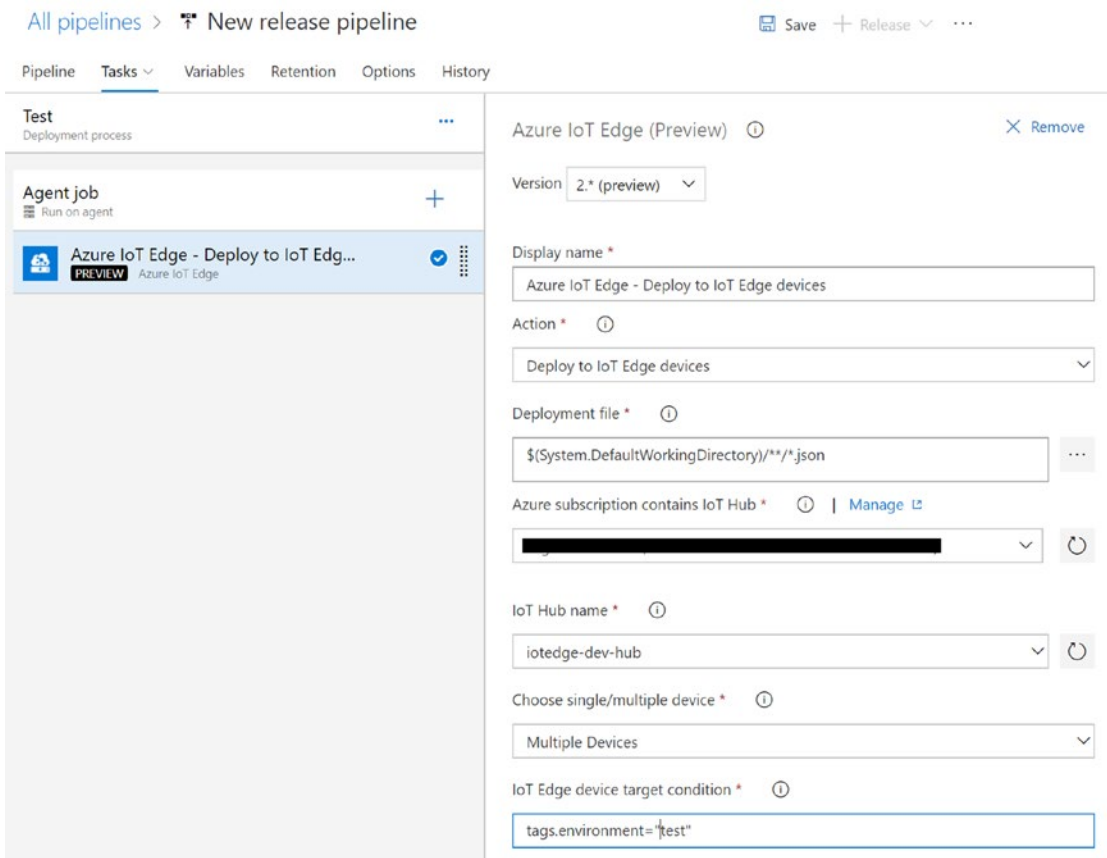 All pipelines > New release pipeline
Save + Release ...
Pipeline Tasks Variables Retention Options History
Test
Deployment process
...
Agent job
Run on agent
+
Azure IoT Edge - Deploy to IoT Edg...
PREVIEW Azure IoT Edge
Azure IoT Edge (Preview)
Remove
Version 2.* (preview)
Display name *
Azure IoT Edge - Deploy to IoT Edge devices
Action *
Deploy to IoT Edge devices
Deployment file *
$(System.DefaultWorkingDirectory)/**/*.json
...
Azure subscription contains IoT Hub * | Manage
IoT Hub name *
iotedge-dev-hub
Choose single/multiple device *
Multiple Devices
IoT Edge device target condition *
tags.environment="test"